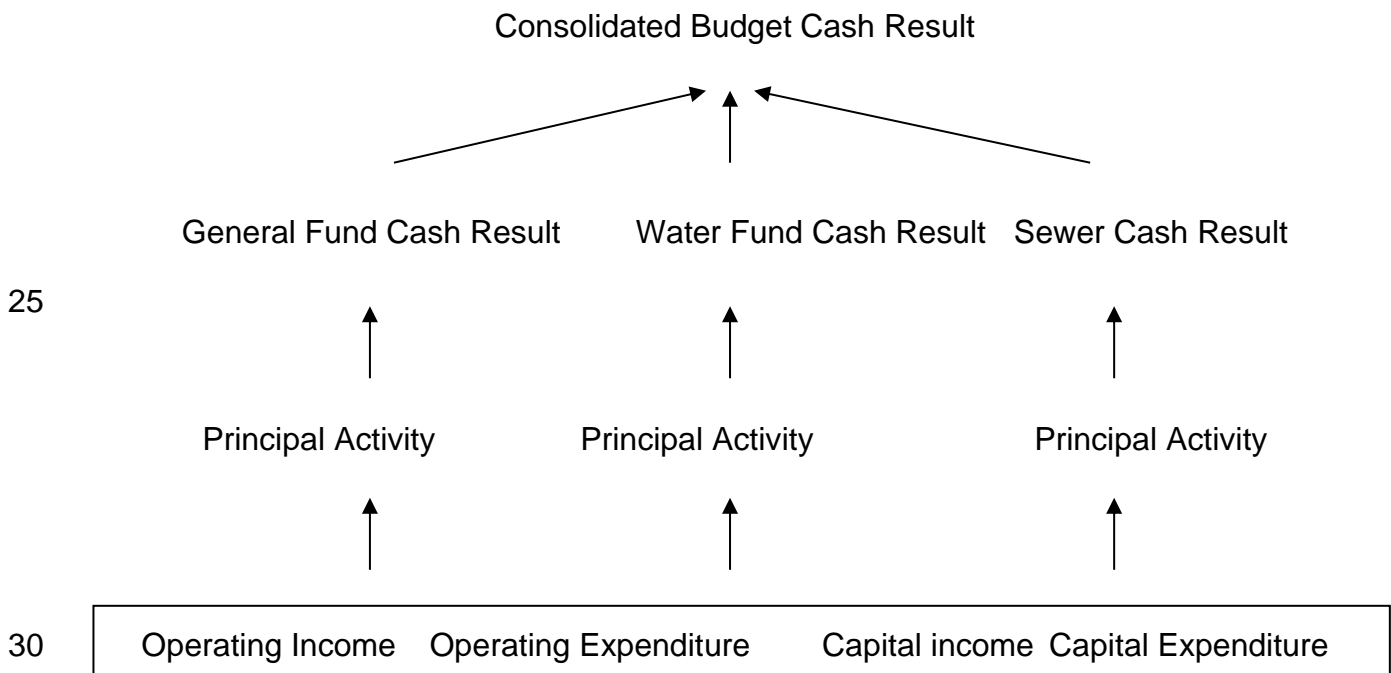 Consolidated Budget Cash Result
General Fund Cash Result Water Fund Cash Result Sewer Cash Result
25
Principal Activity Principal Activity Principal Activity
30 Operating Income Operating Expenditure Capital income Capital Expenditure